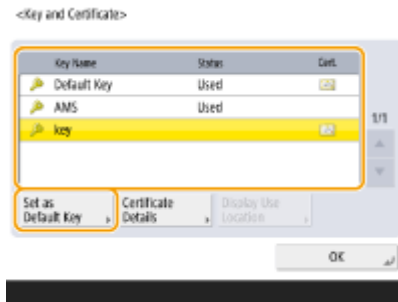 <Key and Certificate>
Key Name Status Cert.
Default Key Used
AMS Used
key
1/1
Set as Default Key
Certificate Details
Display Use Location
OK